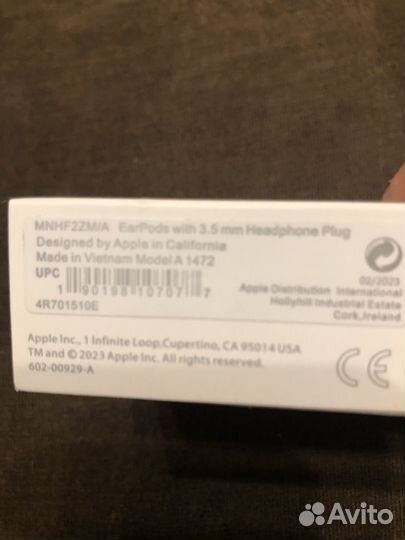 MNHF2ZM/A EarPods with 3.5 mm Headphone Plug
Designed by Apple in California
Made in Vietnam Model A 1472
UPC
1 90198 10707 7
4R701510E
02/2023
Apple Distribution International
Hollyhill Industrial Estate
Cork,Ireland
Apple Inc., 1 Infinite Loop,Cupertino, CA 95014 USA
TM and © 2023 Apple Inc. All rights reserved.
602-00929-A
CE
Avito